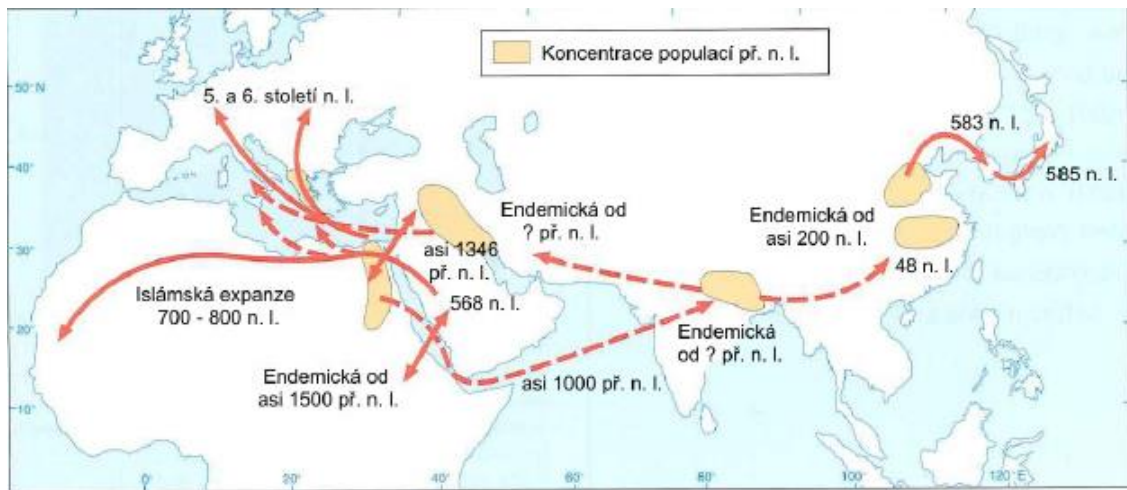 Koncentrace populací př. n. l.
50° N
5. a 6. století n. l.
583 n. l.
40°
585 n. l.
Endemická od
? př. n. l.
Endemická od
asi 200 n. l.
30°
asi 1346
př. n. l.
48 n. l.
Islámská expanze
700 - 800 n. l.
568 n. l.
20°
Endemická
od ? př. n. l.
Endemická od
asi 1500 př. n. l.
asi 1000 př. n. l.
10°
0°
20°
40°
60°
80°
100°
120° E